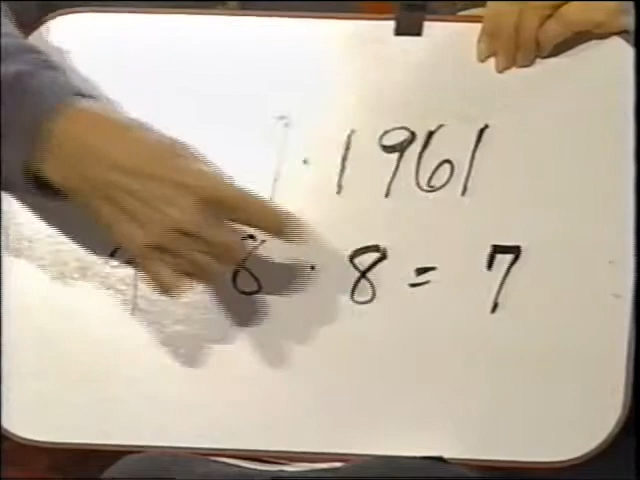 1961
8 · 8 = 7